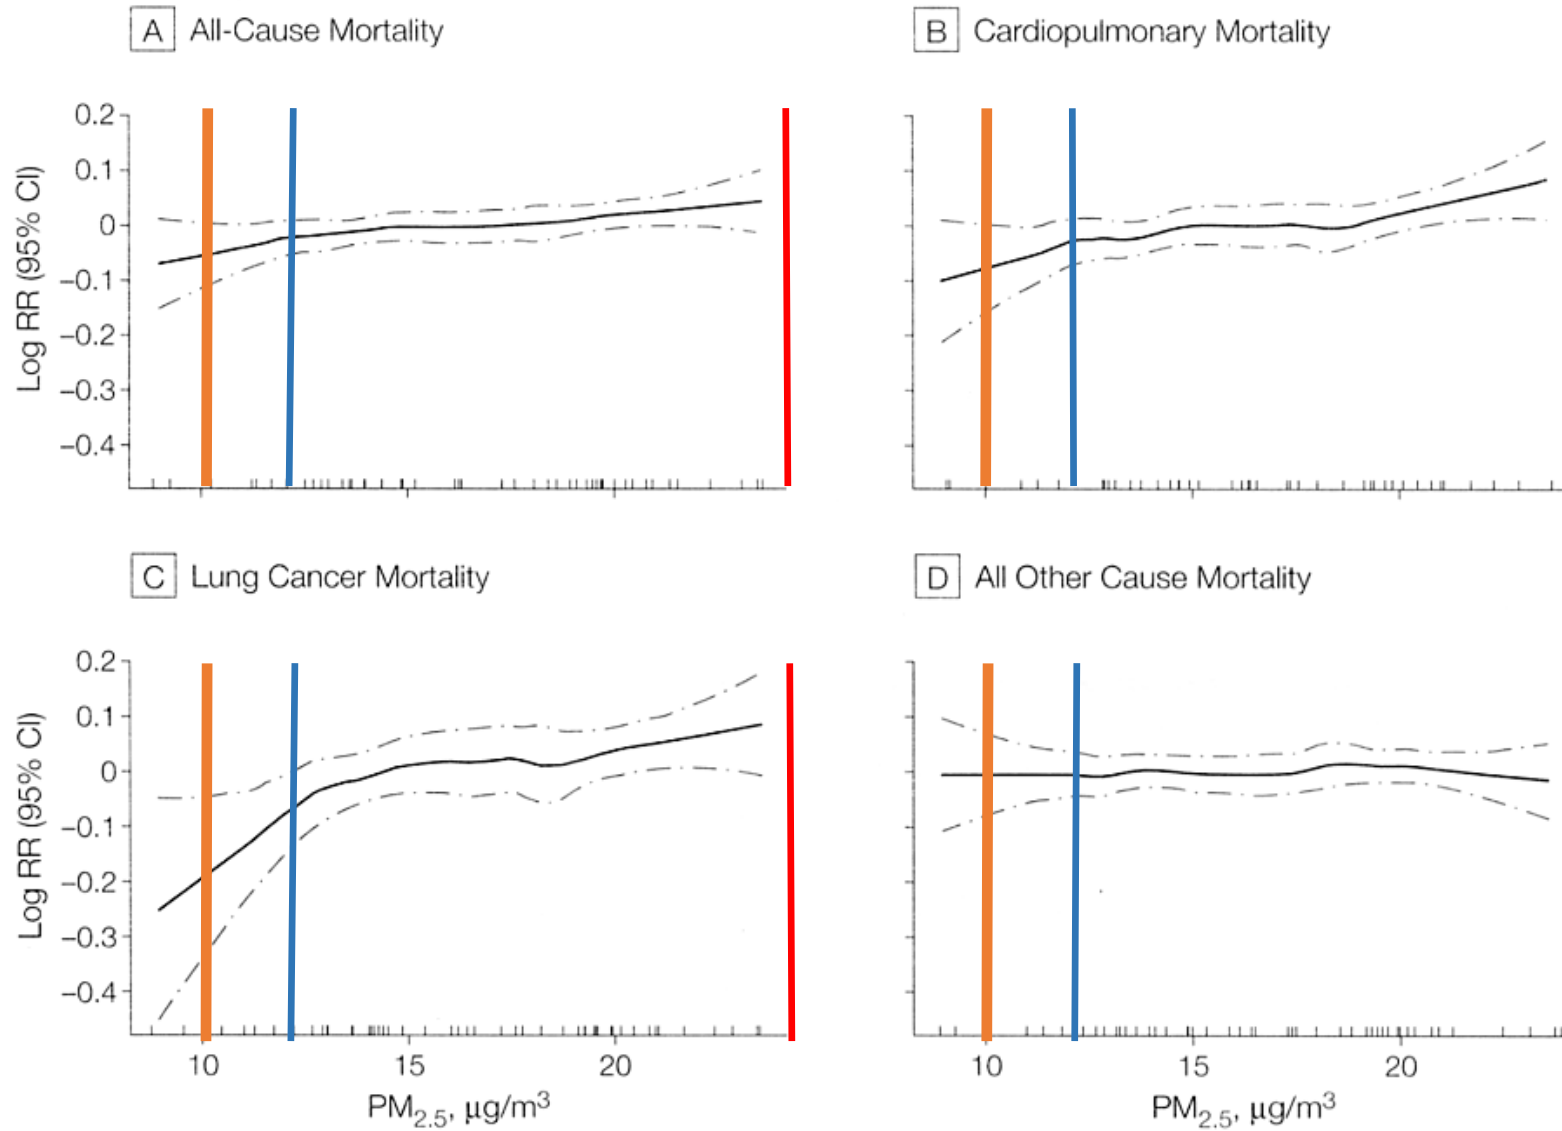 A All-Cause Mortality
B Cardiopulmonary Mortality
0.2
0.1
0
−0.1
−0.2
−0.3
−0.4
Log RR (95% CI)
C Lung Cancer Mortality
D All Other Cause Mortality
0.2
0.1
0
−0.1
−0.2
−0.3
−0.4
Log RR (95% CI)
10 15 20
10 15 20
PM2.5, μg/m3
PM2.5, μg/m3